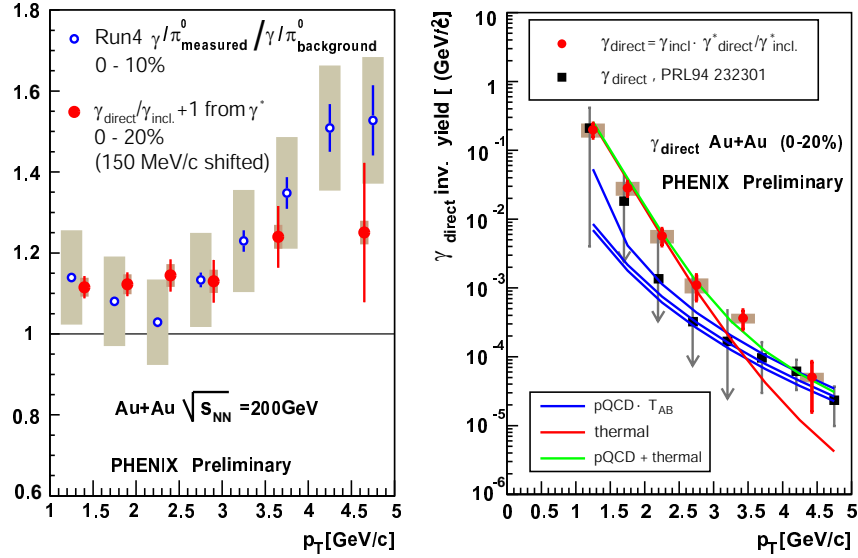 1.8
1.6
1.4
1.2
1
0.8
0.6
Run4 γ/π⁰measured/γ/π⁰background
0 - 10%
γdirect/γincl.+1 from γ*
0 - 20%
(150 MeV/c shifted)
Au+Au √sNN =200GeV
PHENIX Preliminary
1 1.5 2 2.5 3 3.5 4 4.5 5
pT[GeV/c]
γdirect inv. yield [ (GeV/c)²
10
1
10⁻¹
10⁻²
10⁻³
10⁻⁴
10⁻⁵
10⁻⁶
γdirect=γincl· γ*direct/γ*incl.
γdirect, PRL94 232301
γdirect Au+Au (0-20%)
PHENIX Preliminary
pQCD· TAB
thermal
pQCD + thermal
0 0.5 1 1.5 2 2.5 3 3.5 4 4.5 5
pT[GeV/c]